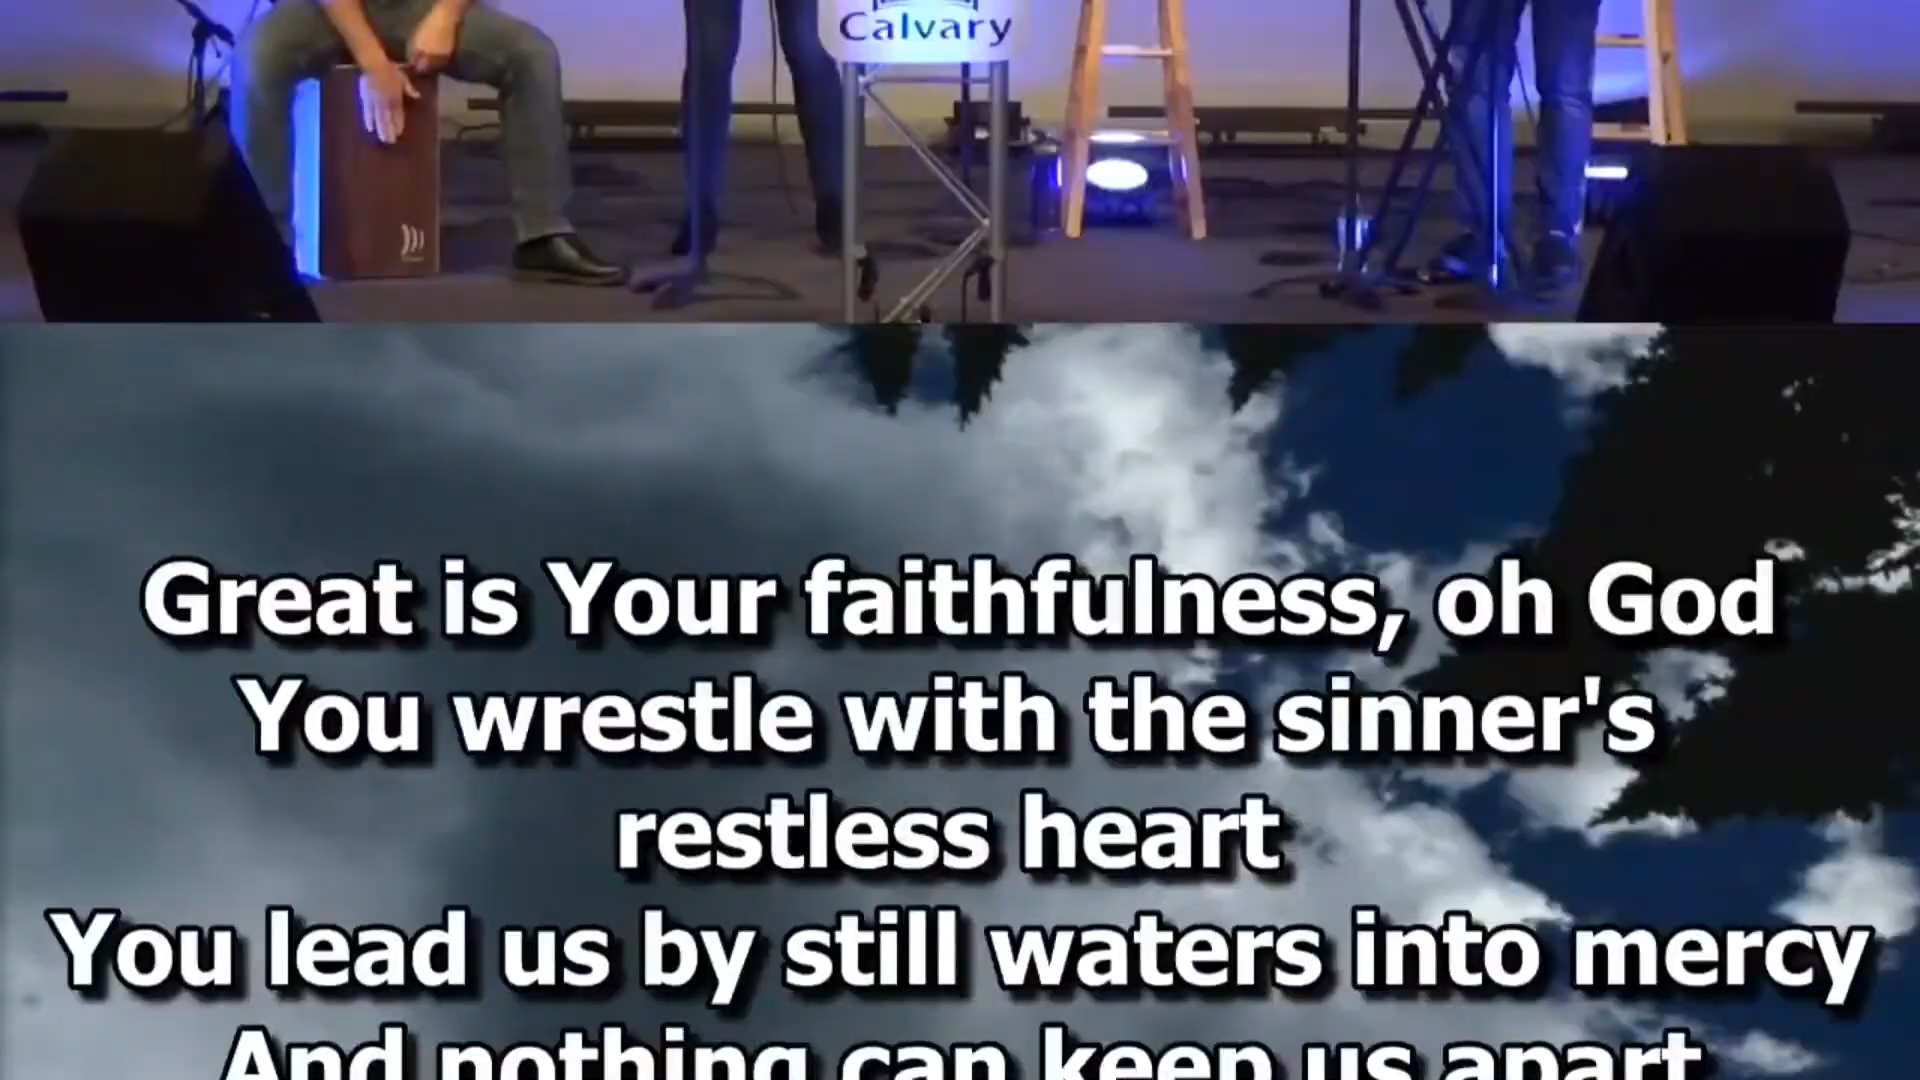 Calvary
Great is Your faithfulness, oh God
You wrestle with the sinner's
restless heart
You lead us by still waters into mercy
And nothing can keep us apart